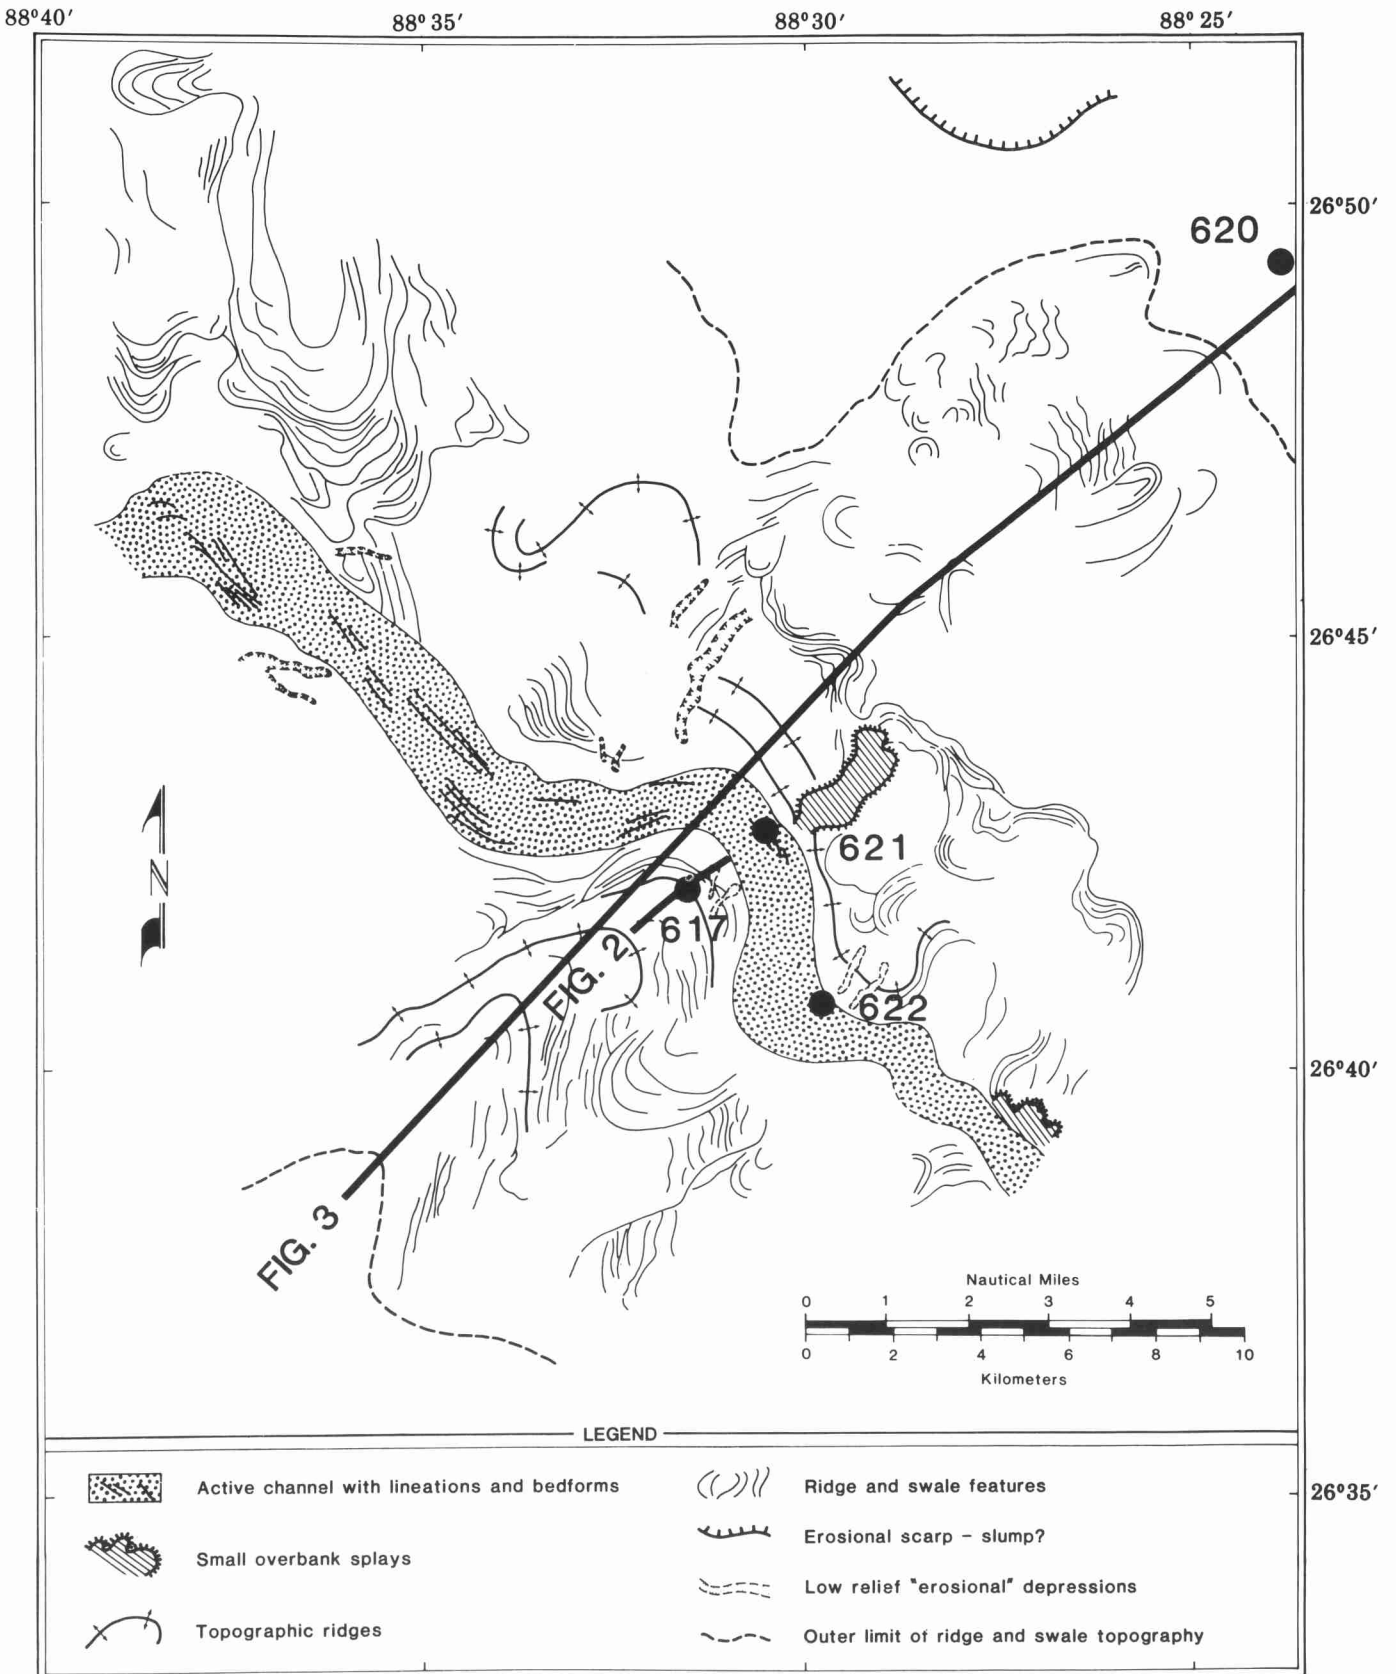 88°40′ 88°35′ 88°30′ 88°25′
26°50′
620
26°45′
621
N
617
FIG. 2
622
26°40′
FIG. 3
Nautical Miles
0 1 2 3 4 5
0 2 4 6 8 10
Kilometers
LEGEND
26°35′
Active channel with lineations and bedforms
Small overbank splays
Topographic ridges
Ridge and swale features
Erosional scarp - slump?
Low relief "erosional" depressions
Outer limit of ridge and swale topography